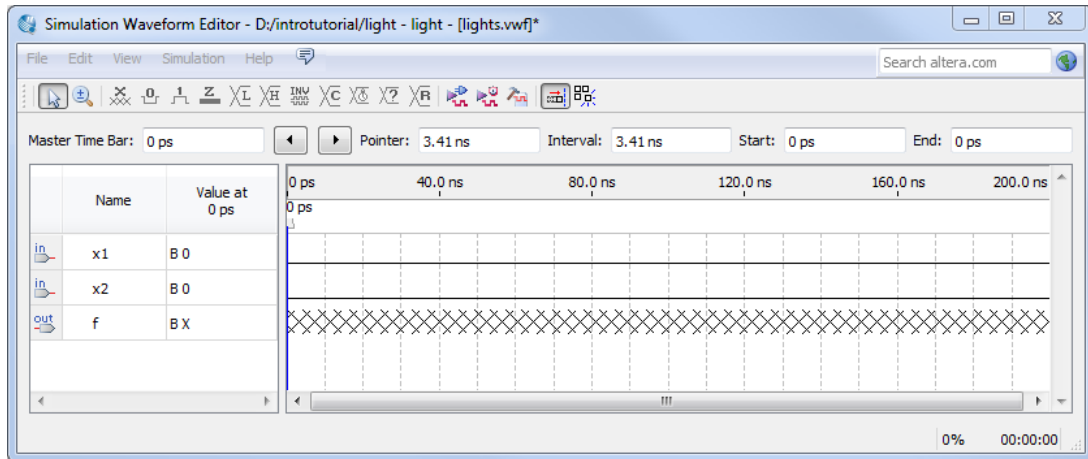 Simulation Waveform Editor - D:/introtutorial/light - light - [lights.vwf]*
File Edit View Simulation Help Search altera.com
Master Time Bar: 0 ps Pointer: 3.41 ns Interval: 3.41 ns Start: 0 ps End: 0 ps
Name Value at 0 ps
0 ps 40.0 ns 80.0 ns 120.0 ns 160.0 ns 200.0 ns
0 ps
in x1 B 0
in x2 B 0
out f B X
0% 00:00:00